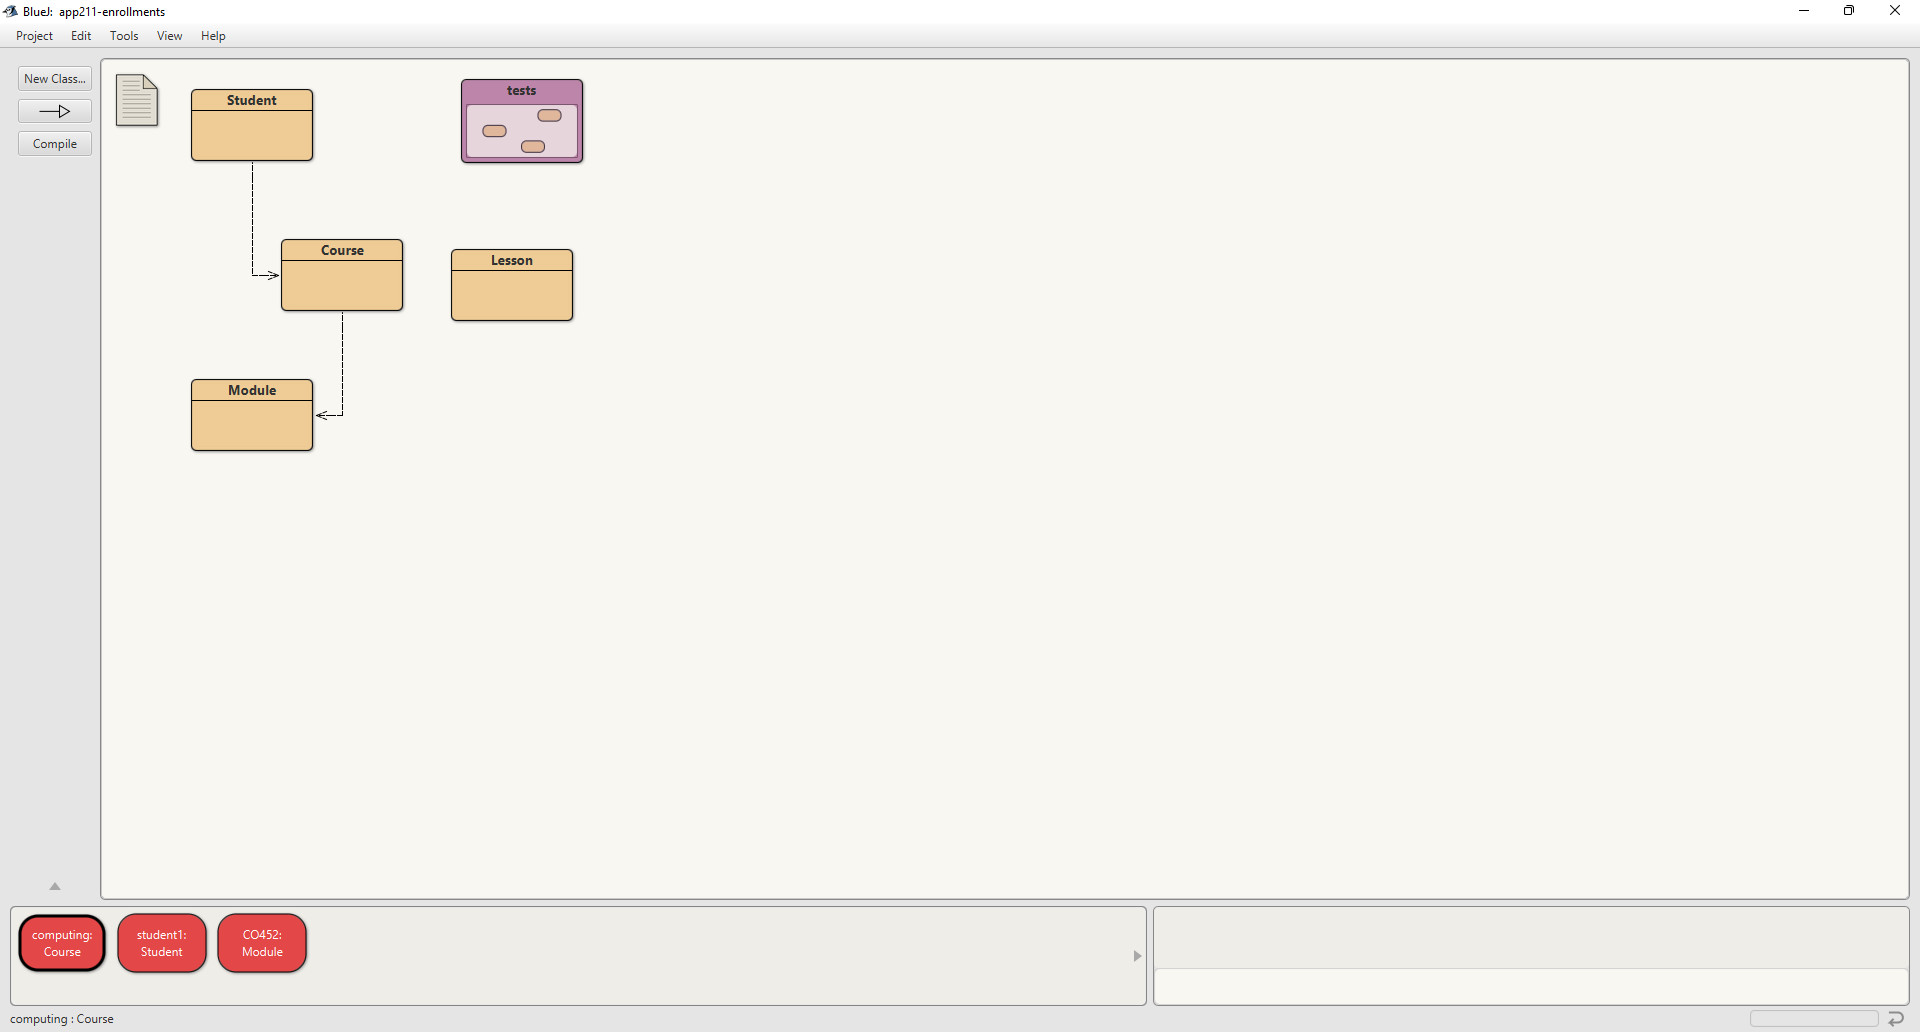 BlueJ: app211-enrollments
Project Edit Tools View Help
New Class...
Compile
Student
tests
Course
Lesson
Module
computing:
Course
student1:
Student
CO452:
Module
computing : Course